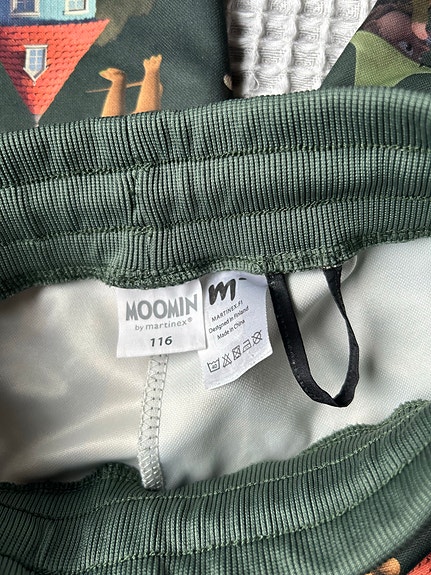 MOOMIN
by martinex®
116
m
MARTINEX.FI
Designed in Finland
Made in China